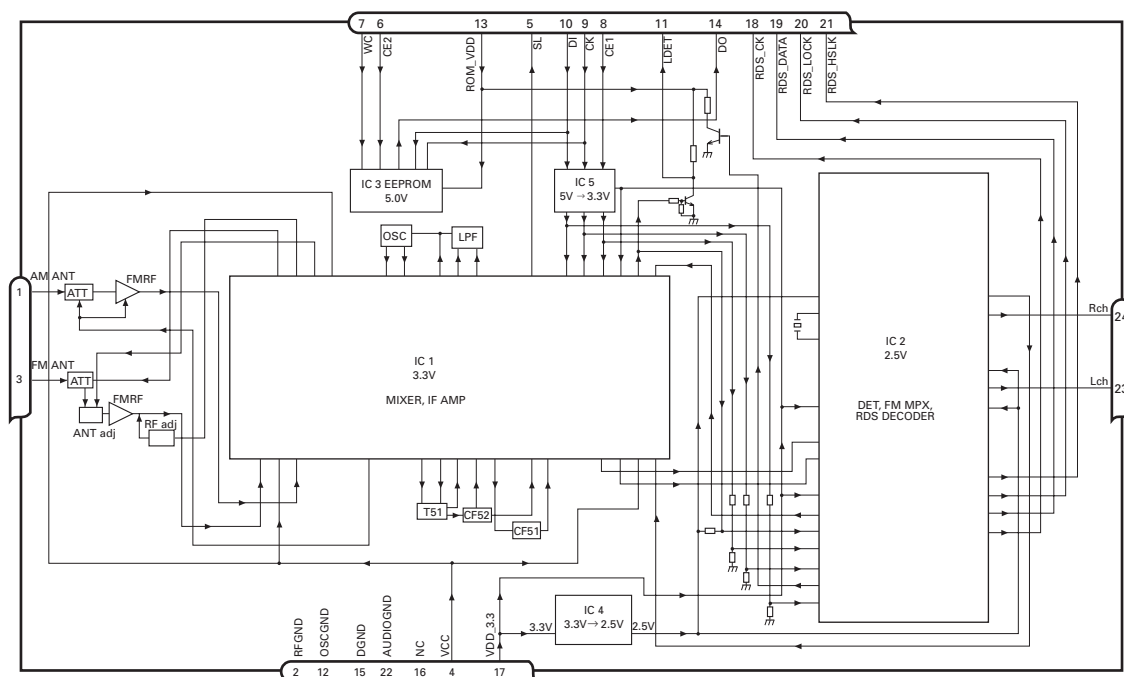 7 6 13 5 10 9 8 11 14 18 19 20 21
WC
CE2
ROM_VDD
SL
DI
CK
CE1
LDET
DO
RDS_CK
RDS_DATA
RDS_LOCK
RDS_HSLK
IC 3 EEPROM
5.0V
IC 5
5V → 3.3V
OSC
LPF
AM ANT
1
ATT
FMRF
FM ANT
3
ATT
FMRF
ANT adj
RF adj
IC 1
3.3V
MIXER, IF AMP
IC 2
2.5V
DET, FM MPX,
RDS DECODER
Rch
24
Lch
23
T51
CF52
CF51
IC 4
3.3V → 2.5V
3.3V
2.5V
RFGND
OSCGND
DGND
AUDIOGND
NC
VCC
VDD_3.3
2 12 15 22 16 4 17